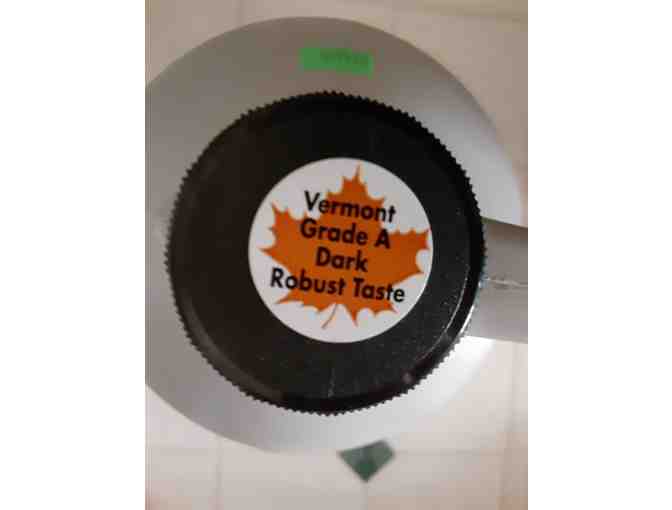 Vermont
Grade A
Dark
Robust Taste